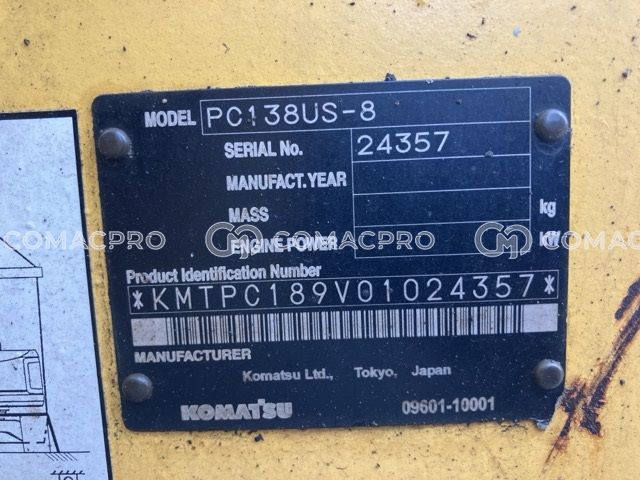 MODEL PC138US-8
SERIAL No. 24357
MANUFACT.YEAR
MASS kg
ENGINE POWER kW
COMACPRO COMACPRO COMACPRO
Product Identification Number
*KMTPC189V01024357*
MANUFACTURER
Komatsu Ltd., Tokyo, Japan
KOMATSU 09601-10001